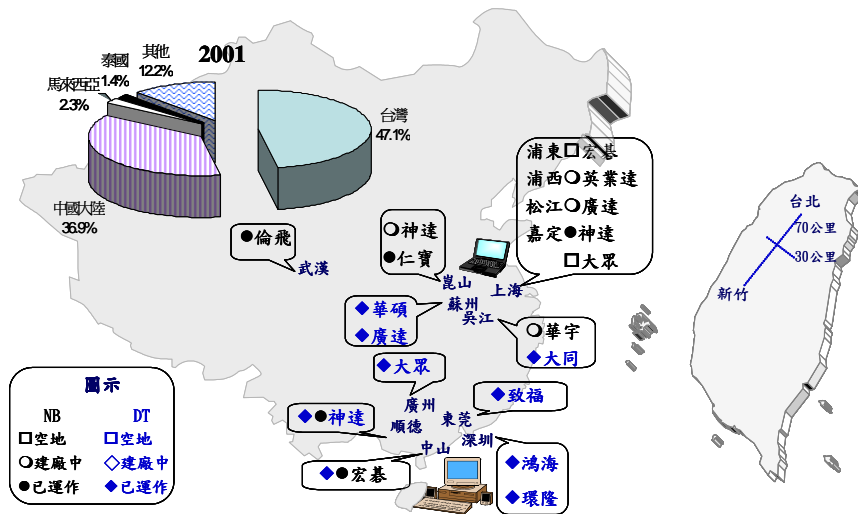 2001
其他
12.2%
泰國
1.4%
馬來西亞
2.3%
台灣
47.1%
中國大陸
36.9%
浦東□宏碁
浦西○英業達
松江○廣達
嘉定●神達
□大眾
●倫飛
武漢
○神達
●仁寶
崑山
上海
蘇州
吳江
◆華碩
◆廣達
○華宇
◆大同
◆大眾
◆致福
廣州
東莞
順德
深圳
中山
◆●神達
◆●宏碁
◆鴻海
◆環隆
圖示
NB DT
□空地 □空地
○建廠中 ◇建廠中
●已運作 ◆已運作
台北
70公里
30公里
新竹